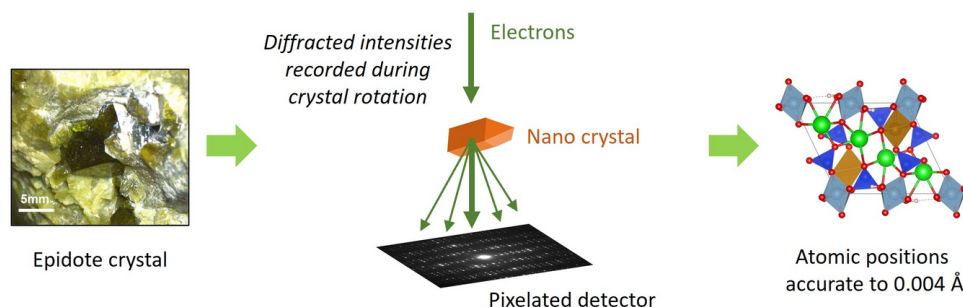 Diffracted intensities
recorded during
crystal rotation
Electrons
Nano crystal
5mm
Epidote crystal
Pixelated detector
Atomic positions
accurate to 0.004 Å